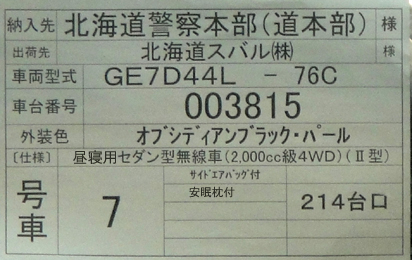 納入先 北海道警察本部(道本部) 様
出荷先 北海道スバル㈱ 様
車両型式 GE7D44L - 76C
車台番号 003815
外装色 オブシディアンブラック・パール
〔仕様〕 昼寝用セダン型無線車(2,000cc級4WD)(Ⅱ型)
号車 7 サイドエアバッグ付 214台口
安眠枕付